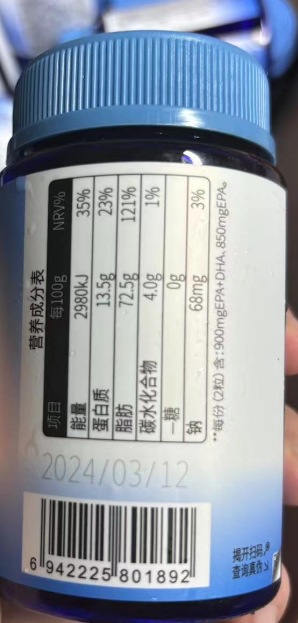 营养成分表
项目 每100g NRV%
能量 2980kJ 35%
蛋白质 13.5g 23%
脂肪 72.5g 121%
碳水化合物 4.0g 1%
—糖 0g
钠 68mg 3%
**每份(2粒)含:900mgEPA+DHA、850mgEPA。
2024/03/12
6 942225 801892
揭开扫码,
查询真伪